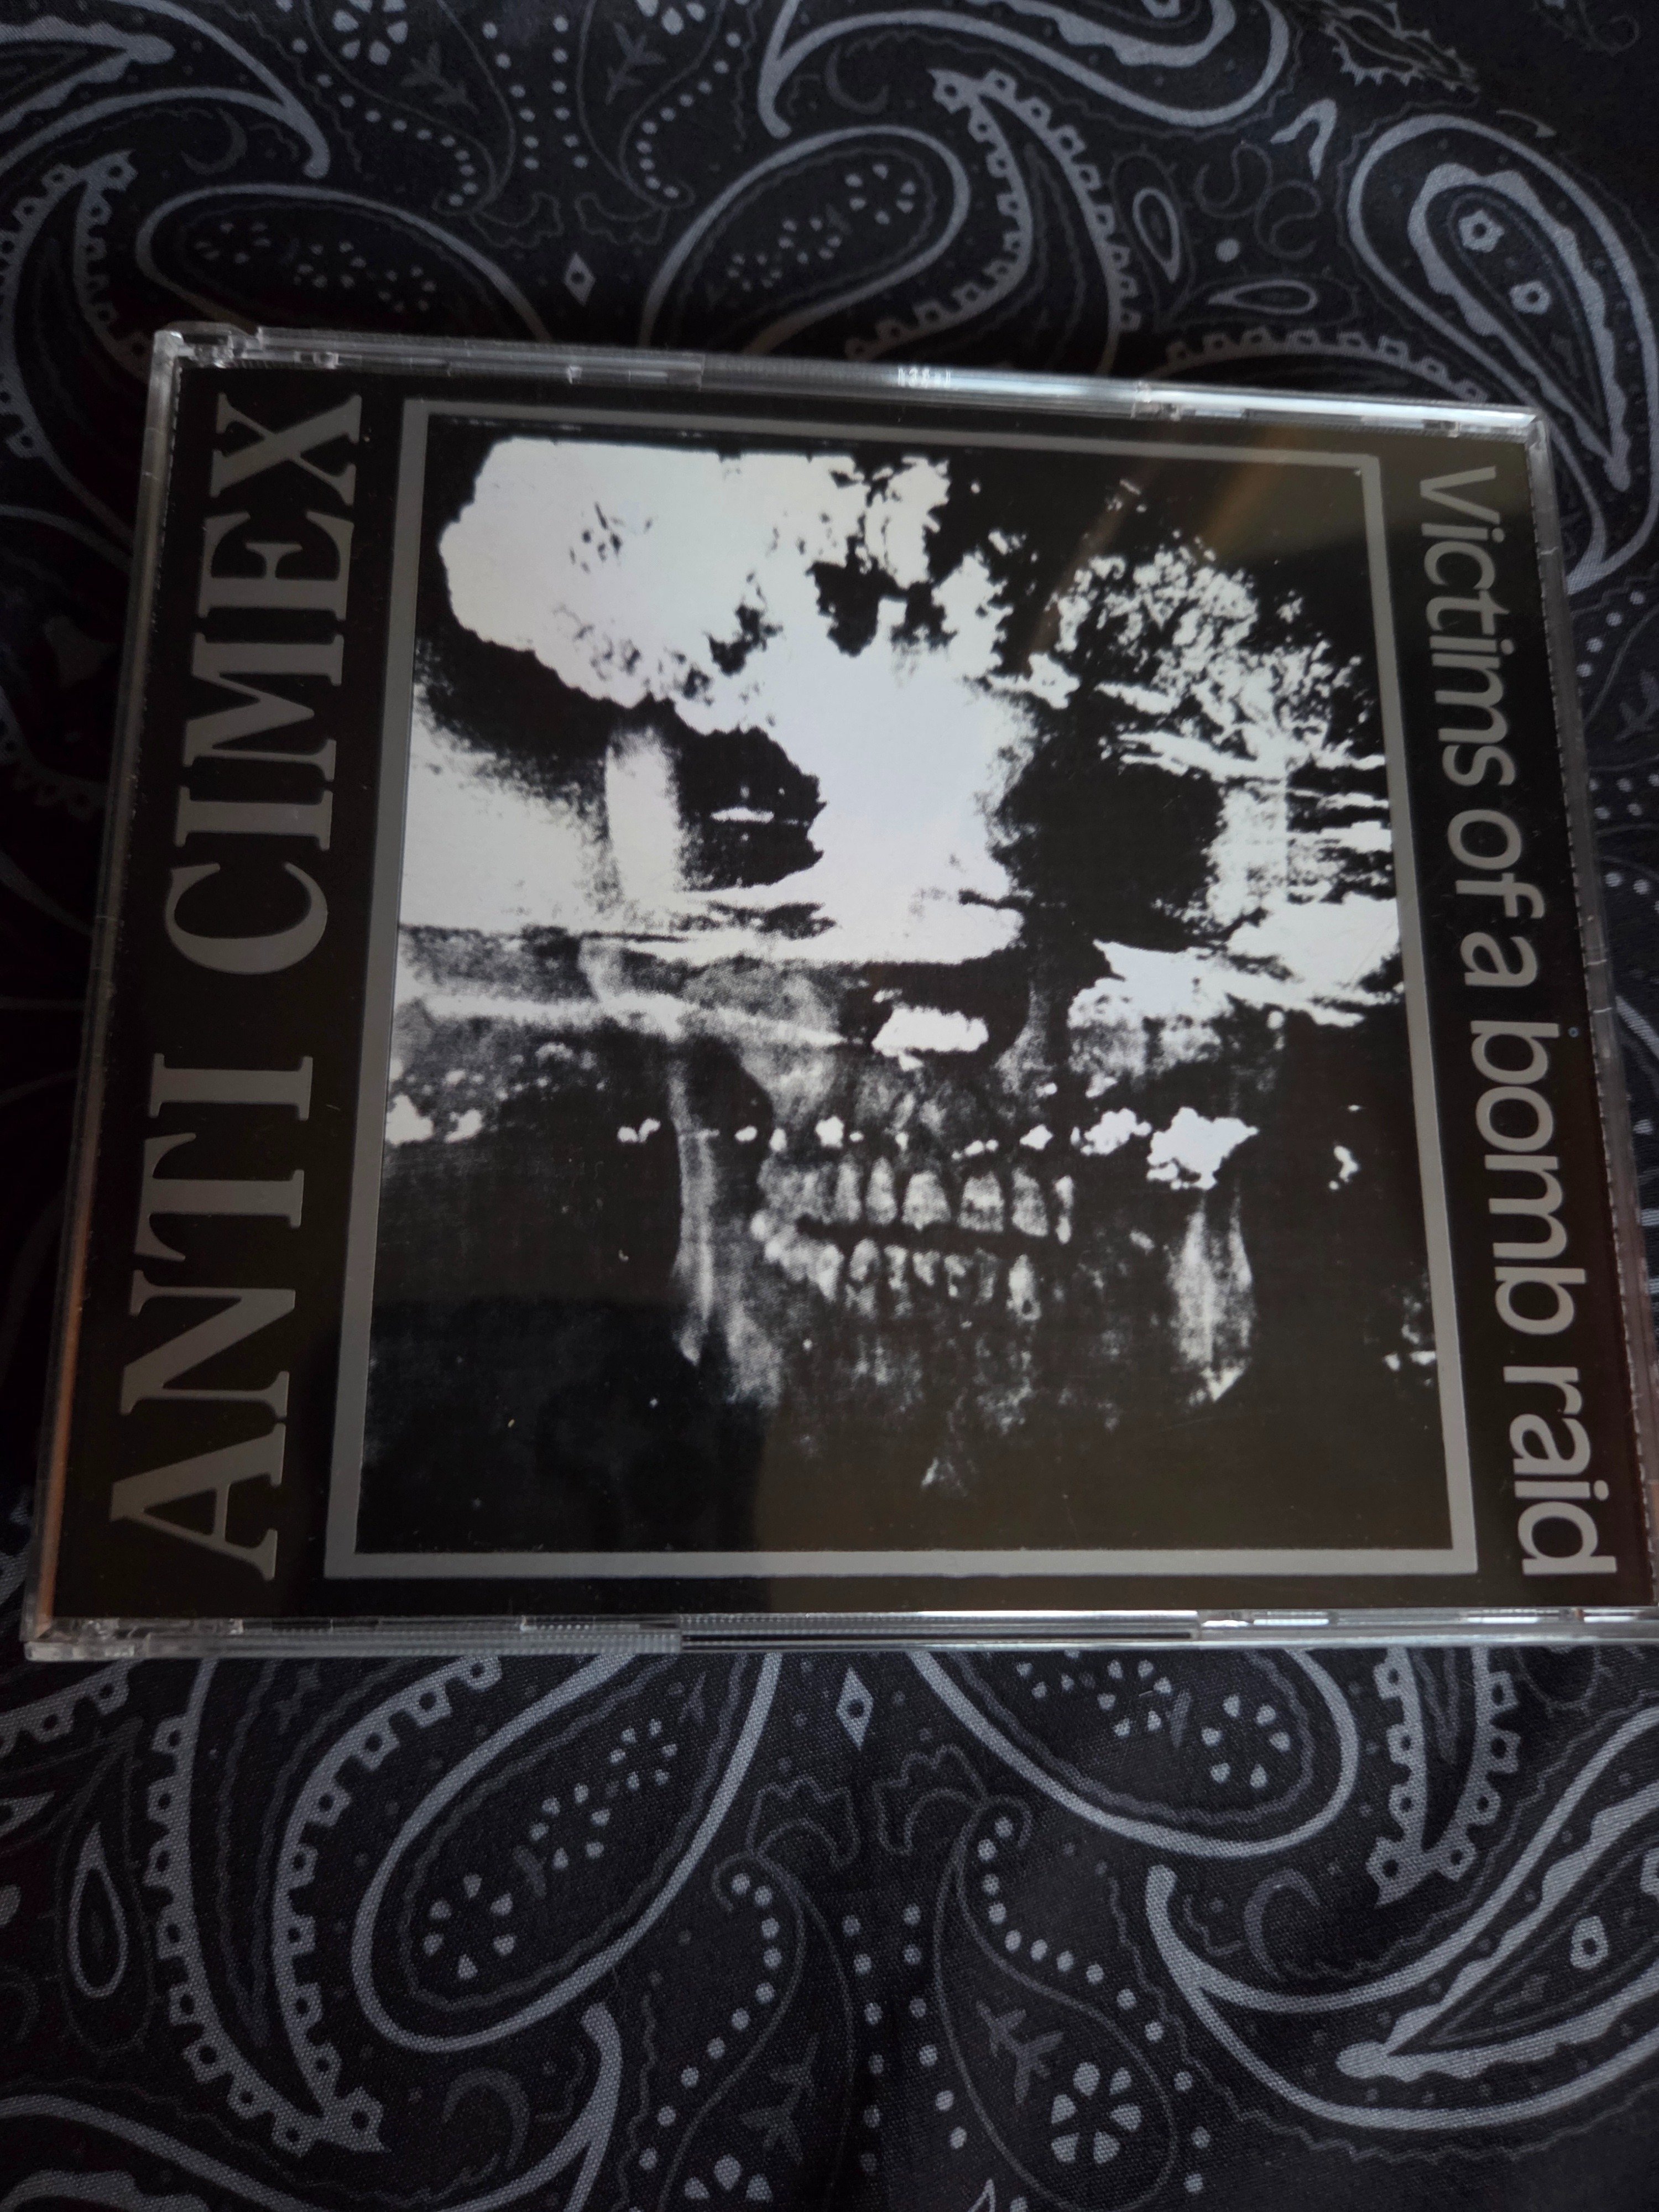 ANTI CIMEX
Victims of a bomb raid